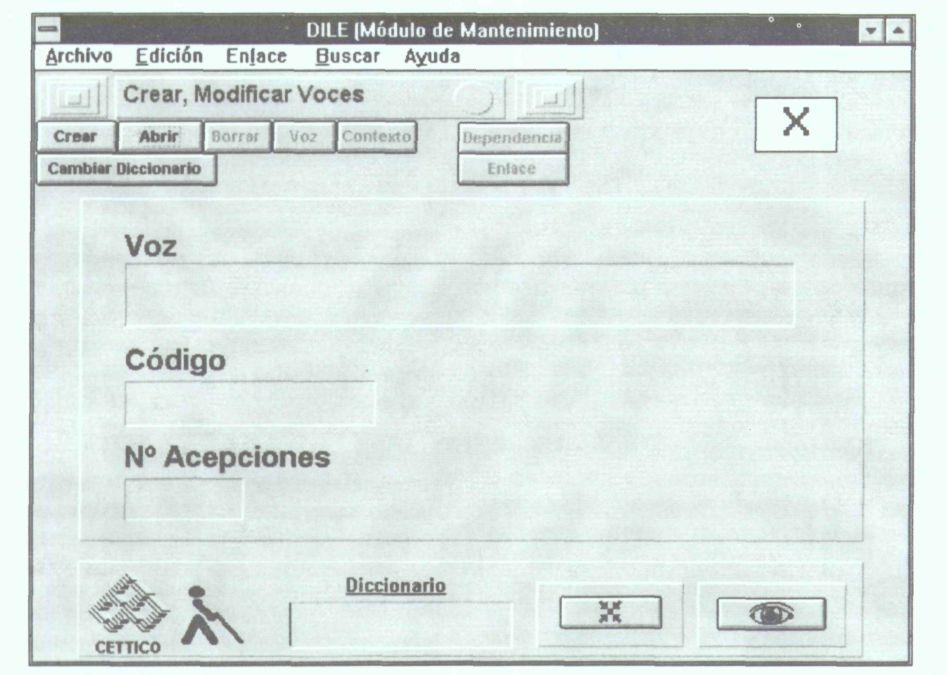 DILE (Módulo de Mantenimiento)
Archivo Edición Enlace Buscar Ayuda
Crear, Modificar Voces
Crear Abrir Borrar Voz Contexto Dependencia
Cambiar Diccionario Enlace
Voz
Código
Nº Acepciones
Diccionario
CETTICO